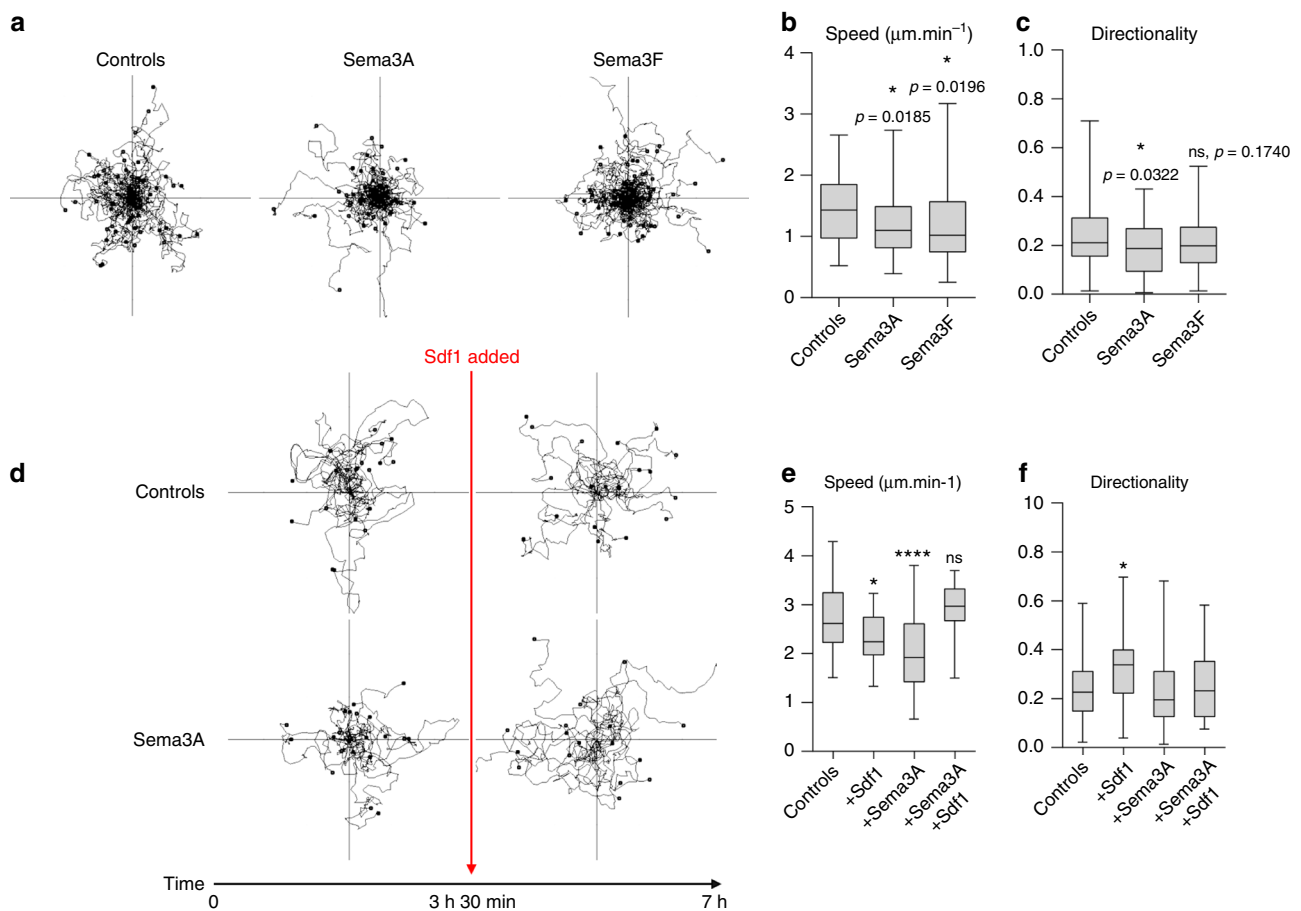 a
Controls
Sema3A
Sema3F
b
Speed (μm.min⁻¹)
4
3
2
1
0
*
p = 0.0185
*
p = 0.0196
Controls
Sema3A
Sema3F
c
Directionality
1.0
0.8
0.6
0.4
0.2
0.0
*
p = 0.0322
ns, p = 0.1740
Controls
Sema3A
Sema3F
d
Sdf1 added
Controls
Sema3A
Time
0
3 h 30 min
7 h
e
Speed (μm.min-1)
5
4
3
2
1
0
*
****
ns
Controls
+Sdf1
+Sema3A
+Sema3A
+Sdf1
f
Directionality
10
0.8
0.6
0.4
0.2
0.0
*
Controls
+Sdf1
+Sema3A
+Sema3A
+Sdf1